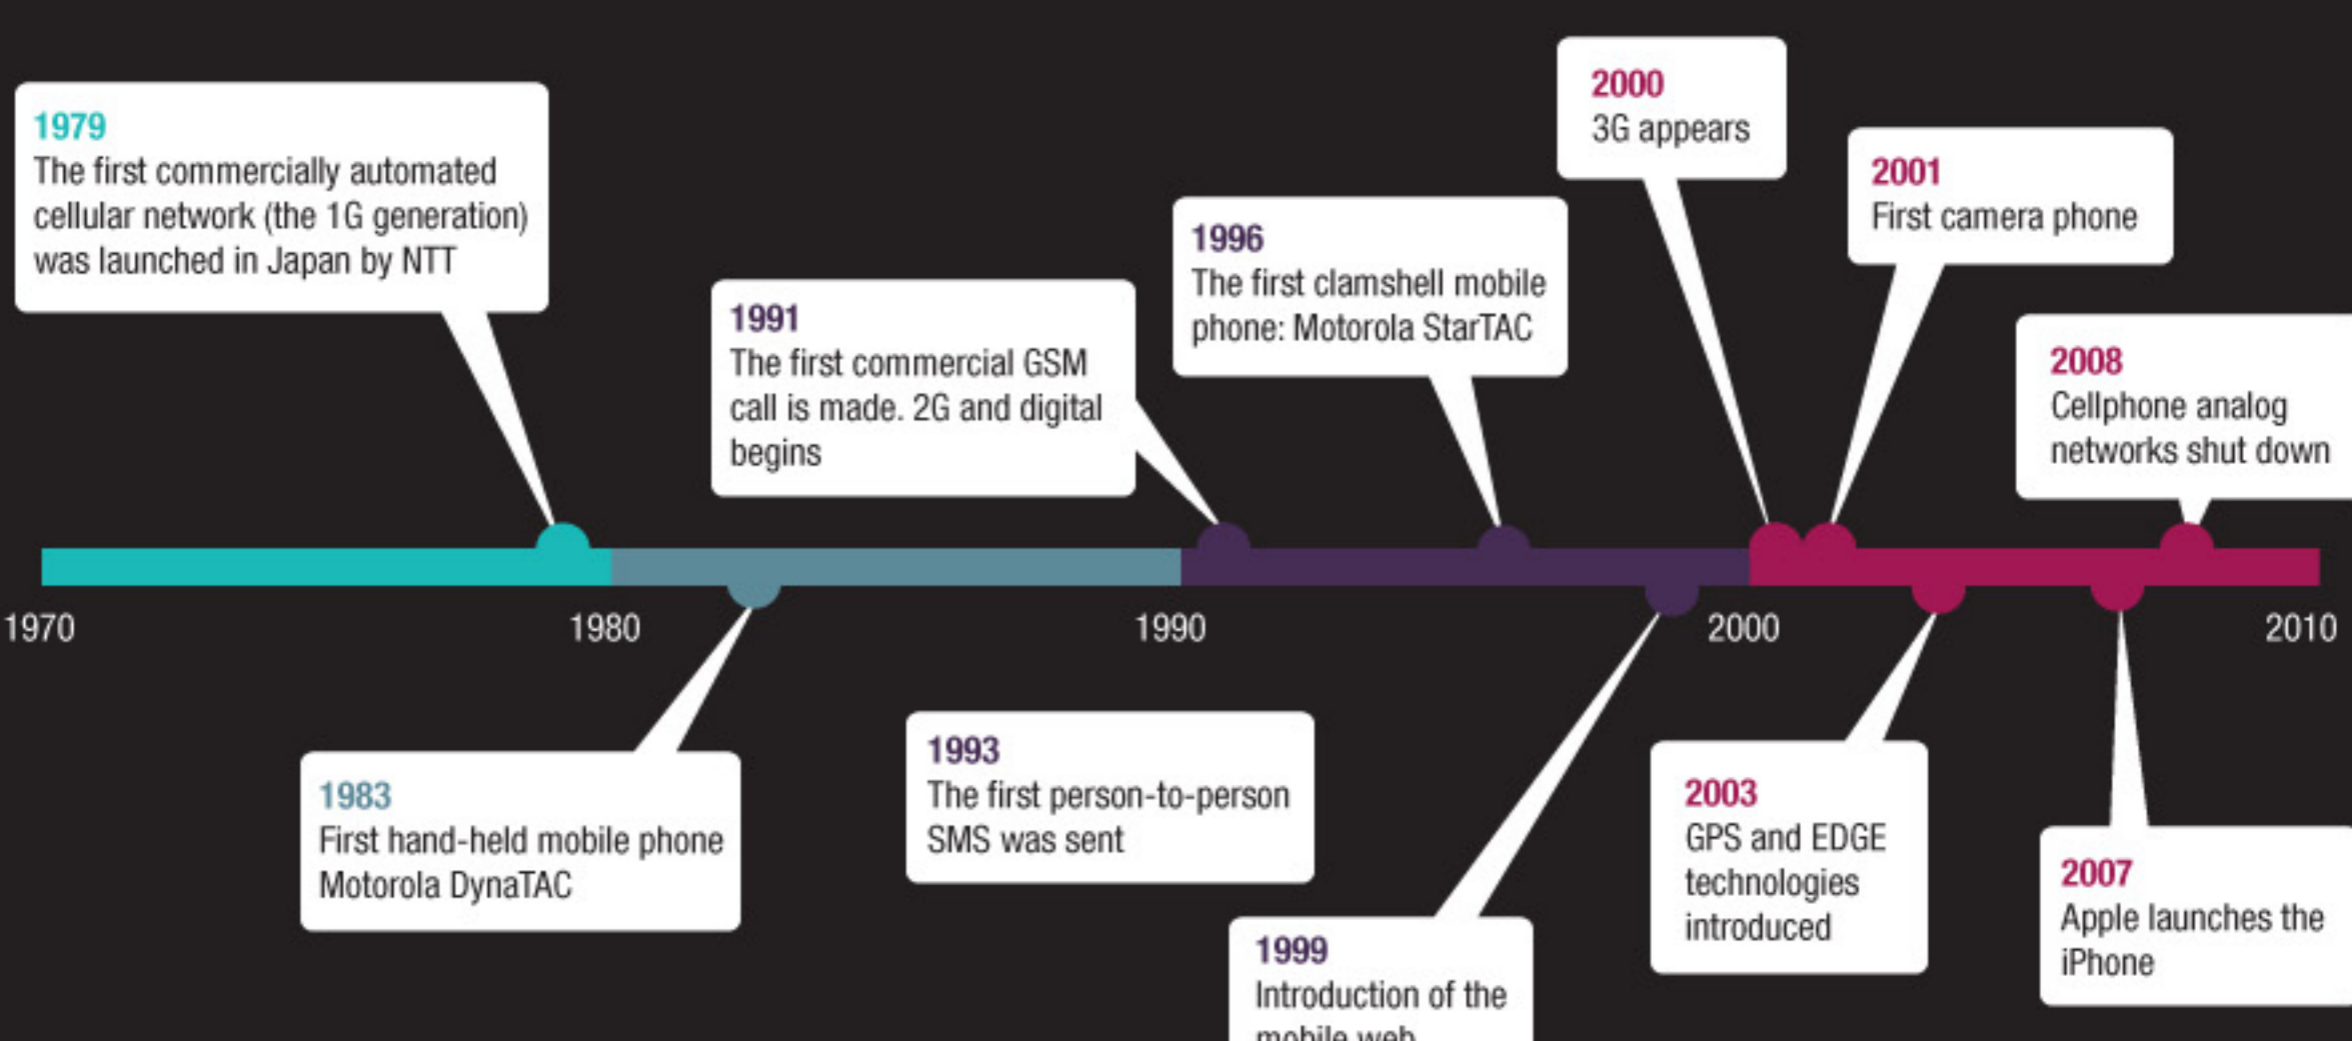 1979
The first commercially automated
cellular network (the 1G generation)
was launched in Japan by NTT
1991
The first commercial GSM
call is made. 2G and digital
begins
1996
The first clamshell mobile
phone: Motorola StarTAC
2000
3G appears
2001
First camera phone
2008
Cellphone analog
networks shut down
1970
1980
1990
2000
2010
1983
First hand-held mobile phone
Motorola DynaTAC
1993
The first person-to-person
SMS was sent
1999
Introduction of the
mobile web
2003
GPS and EDGE
technologies
introduced
2007
Apple launches the
iPhone